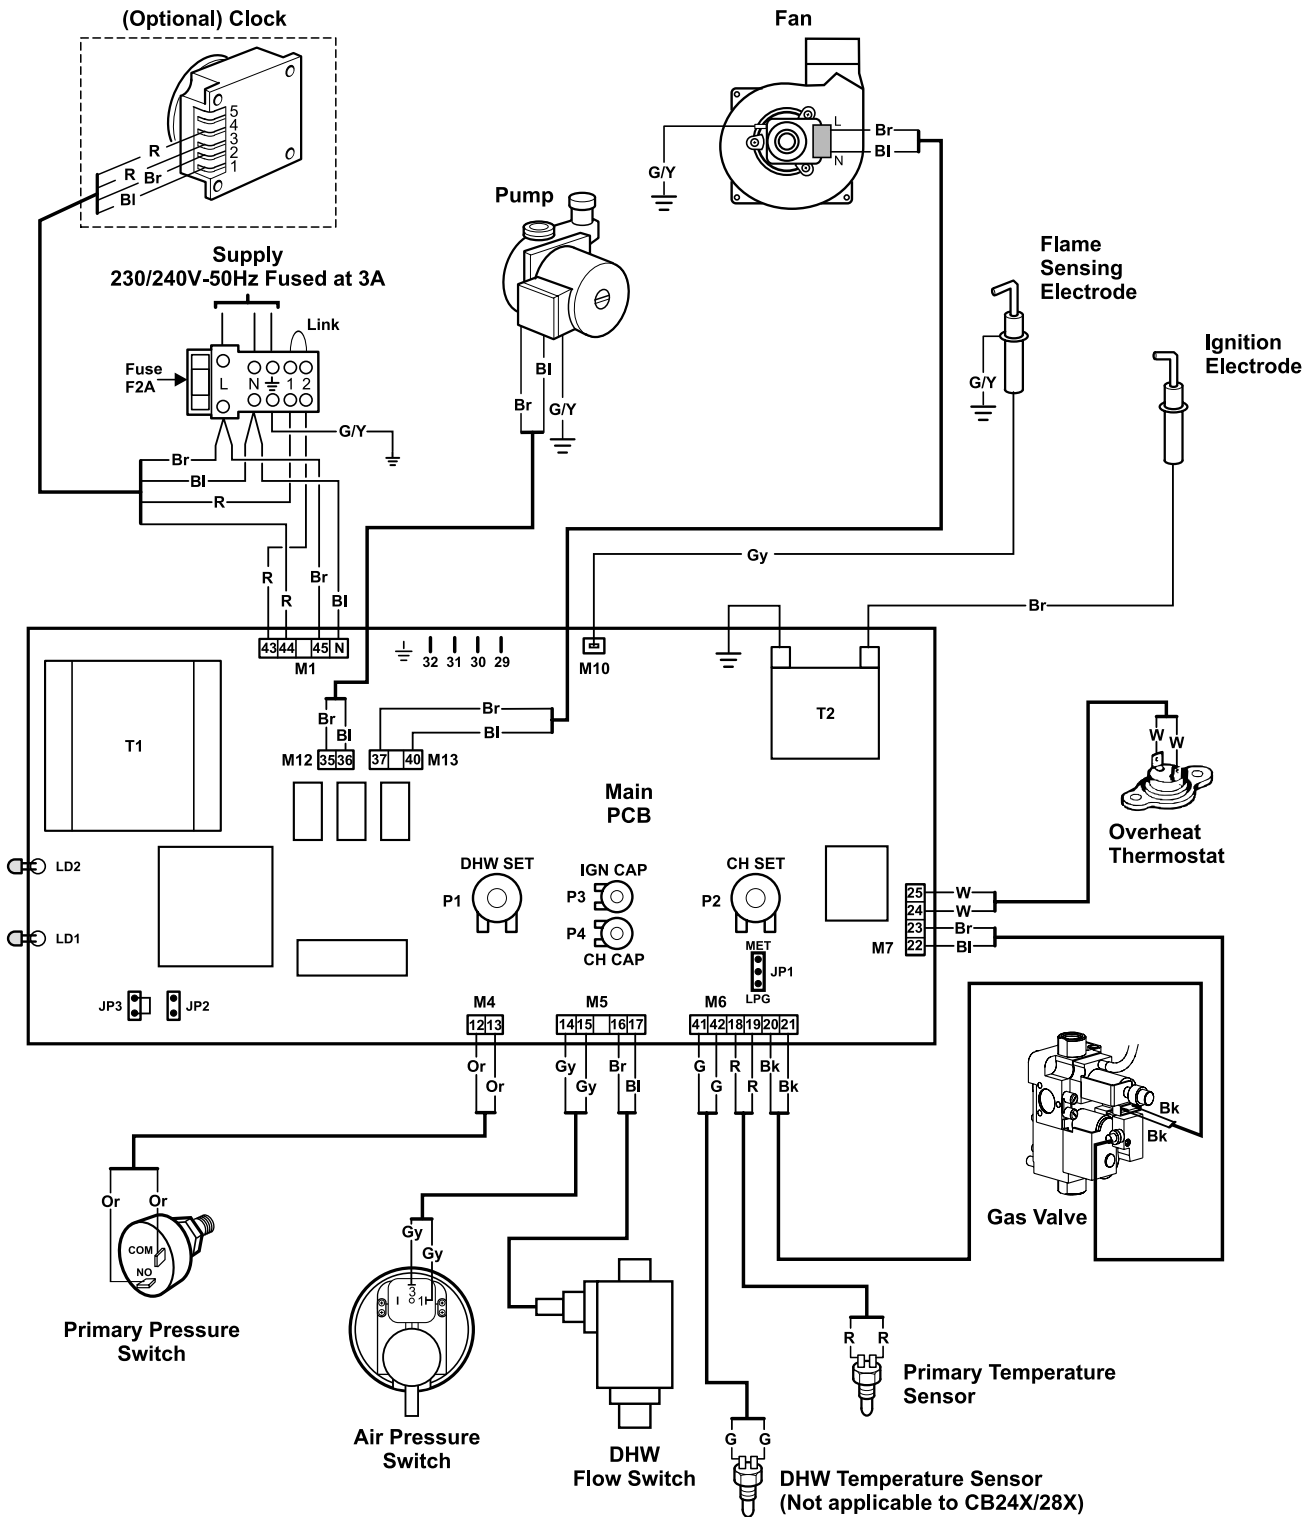 (Optional) Clock
Fan
5
4
3
2
1
R
R
Br
Bl
L
N
Br
Bl
G/Y
Pump
Supply
230/240V-50Hz Fused at 3A
Link
Fuse
F2A
L N 1 2
Bl
Br
G/Y
G/Y
Br
Bl
R
Flame
Sensing
Electrode
G/Y
Ignition
Electrode
Gy
Br
R
R
Br
Bl
43 44 45 N
M1
32 31 30 29
M10
T1
T2
Br
Bl
Br
Bl
M12 35 36
37 40 M13
Main
PCB
W
W
Overheat
Thermostat
LD2
LD1
DHW SET
P1
IGN CAP
P3
P4
CH CAP
CH SET
P2
MET
JP1
LPG
25 W
24 W
23 Br
22 Bl
M7
JP3
JP2
M4
12 13
M5
14 15 16 17
M6
41 42 18 19 20 21
Or
Or
Gy
Gy
Br
Bl
G
G
R
R
Bk
Bk
Bk
Bk
Gas Valve
Or
Or
COM
NO
Primary Pressure
Switch
Gy
Gy
3
1
Air Pressure
Switch
DHW
Flow Switch
R R
Primary Temperature
Sensor
G G
DHW Temperature Sensor
(Not applicable to CB24X/28X)